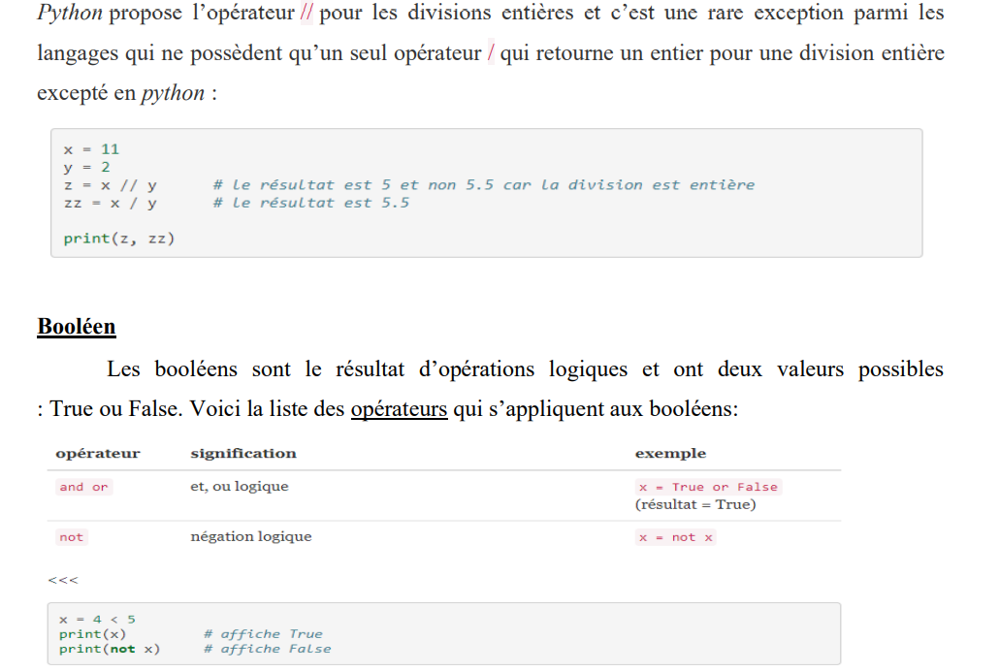 Python propose l’opérateur // pour les divisions entières et c’est une rare exception parmi les
langages qui ne possèdent qu’un seul opérateur / qui retourne un entier pour une division entière
excepté en python :
x = 11
y = 2
z = x // y # le résultat est 5 et non 5.5 car la division est entière
zz = x / y # le résultat est 5.5
print(z, zz)
Booléen
Les booléens sont le résultat d’opérations logiques et ont deux valeurs possibles
: True ou False. Voici la liste des opérateurs qui s’appliquent aux booléens:
opérateur signification exemple
and or et, ou logique x = True or False
(résultat = True)
not négation logique x = not x
<<<
x = 4 < 5
print(x) # affiche True
print(not x) # affiche False